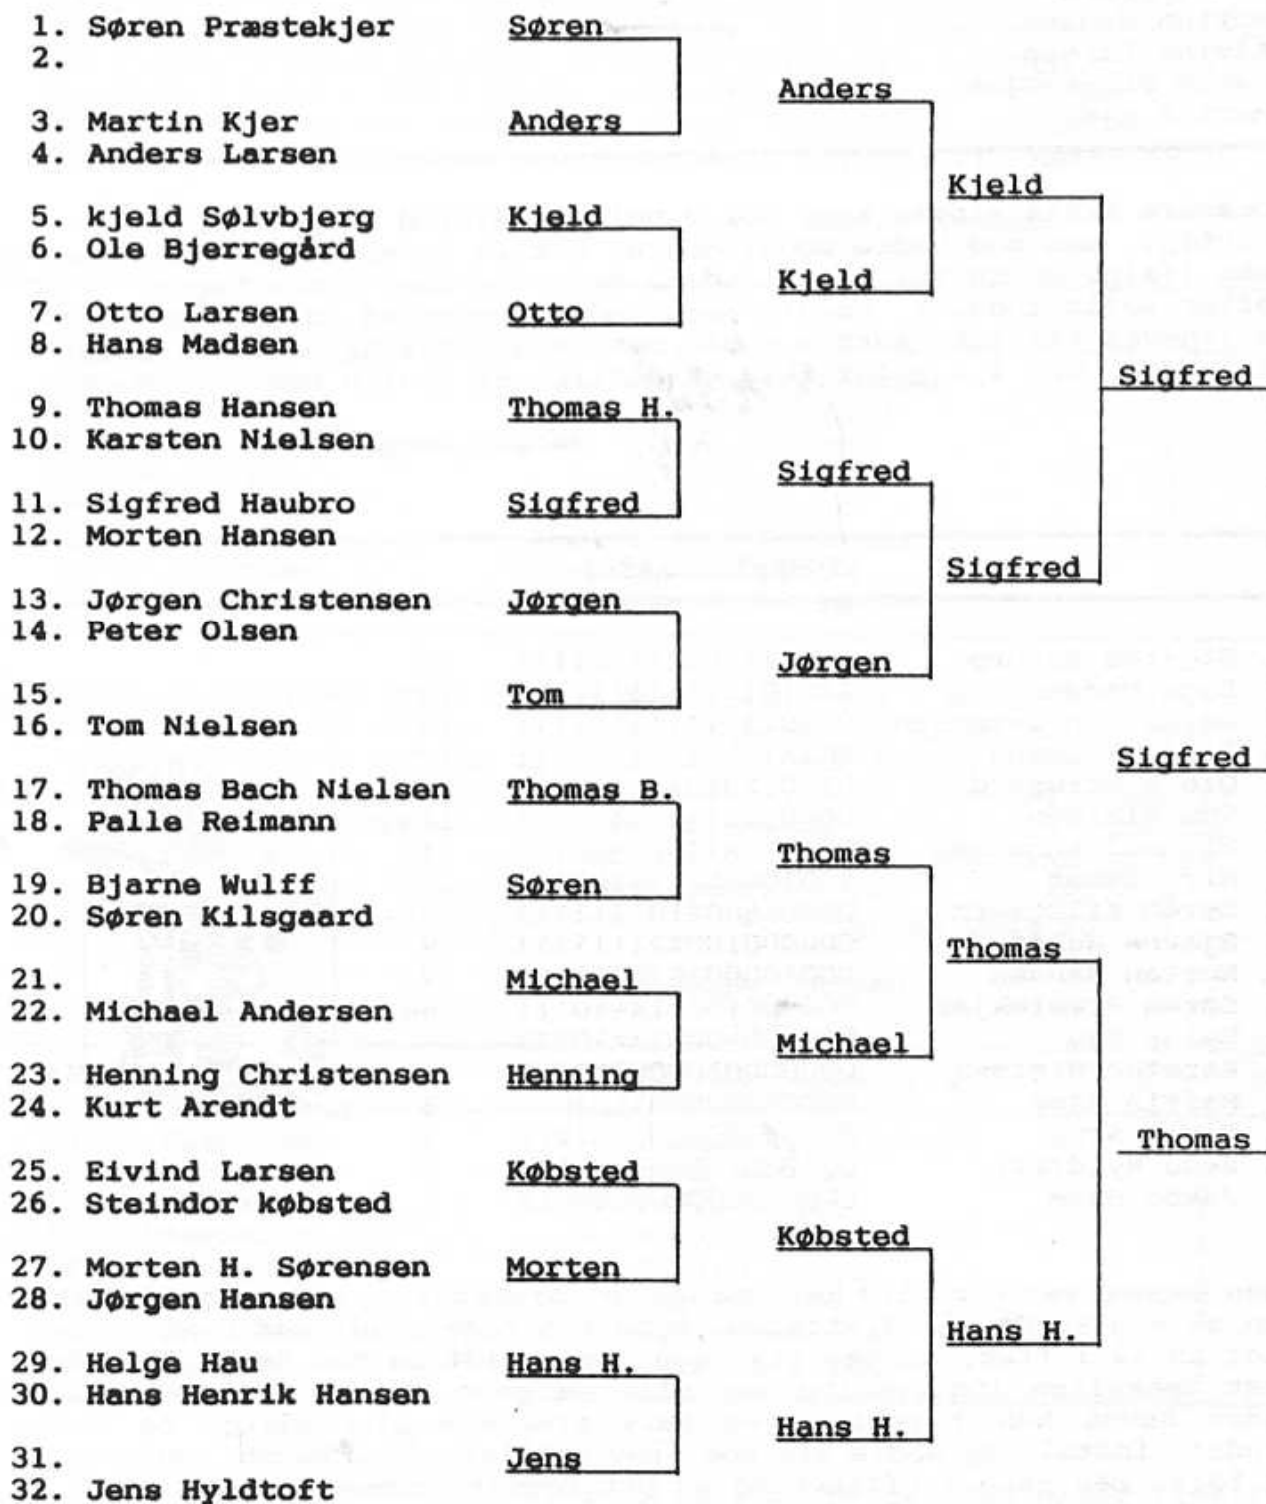 1. Søren Præstekjer Søren
2.
Anders
3. Martin Kjer Anders
4. Anders Larsen
Kjeld
5. kjeld Sølvbjerg Kjeld
6. Ole Bjerregård
Kjeld
7. Otto Larsen Otto
8. Hans Madsen
Sigfred
9. Thomas Hansen Thomas H.
10. Karsten Nielsen
Sigfred
11. Sigfred Haubro Sigfred
12. Morten Hansen
Sigfred
13. Jørgen Christensen Jørgen
14. Peter Olsen
Jørgen
15. Tom
16. Tom Nielsen
Sigfred
17. Thomas Bach Nielsen Thomas B.
18. Palle Reimann
Thomas
19. Bjarne Wulff Søren
20. Søren Kilsgaard
Thomas
21. Michael
22. Michael Andersen
Michael
23. Henning Christensen Henning
24. Kurt Arendt
Thomas
25. Eivind Larsen Købsted
26. Steindor købsted
Købsted
27. Morten H. Sørensen Morten
28. Jørgen Hansen
Hans H.
29. Helge Hau Hans H.
30. Hans Henrik Hansen
Hans H.
31. Jens
32. Jens Hyldtoft